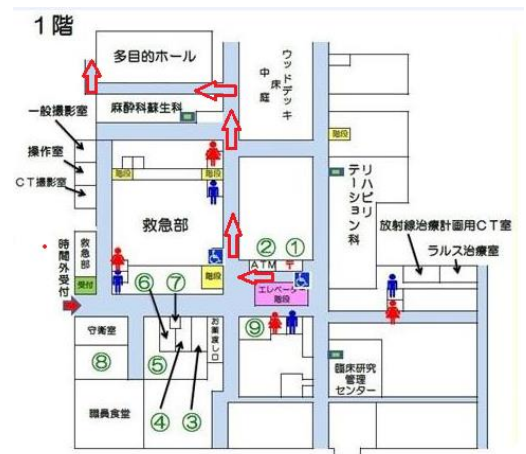 1階
多目的ホール
ウッドデッキ
中庭
麻酔科蘇生科
一般撮影室
操作室
CT撮影室
階段
階段
階段
リハビリ
テーション科
放射線治療計画用CT室
ラルス治療室
救急部
時間外受付
救急部
受付
② ①
ATM 〒
階段
エレベーター
階段
⑥ ⑦
お薬渡し口
⑨
守衛室
⑧
⑤
④ ③
職員食堂
臨床研究
管理
センター